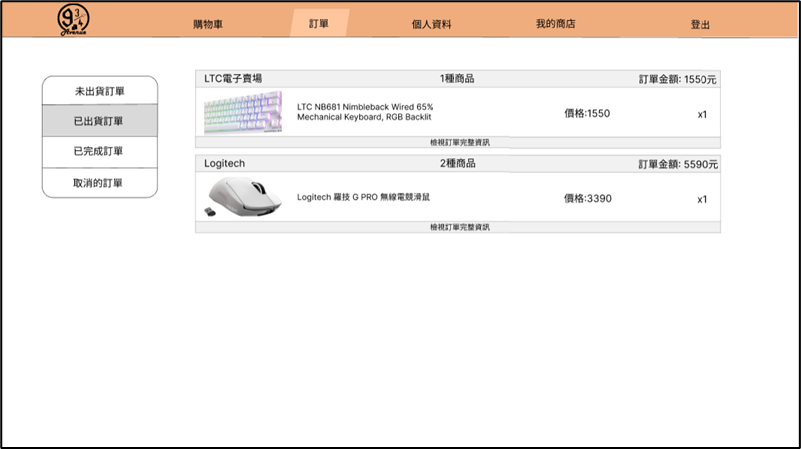 9 3/4
Avenue
購物車
訂單
個人資料
我的商店
登出
未出貨訂單
已出貨訂單
已完成訂單
取消的訂單
LTC電子賣場 1種商品 訂單金額: 1550元
LTC NB681 Nimbleback Wired 65%
Mechanical Keyboard, RGB Backlit
價格:1550
x1
檢視訂單完整資訊
Logitech 2種商品 訂單金額: 5590元
Logitech 羅技 G PRO 無線電競滑鼠
價格:3390
x1
檢視訂單完整資訊